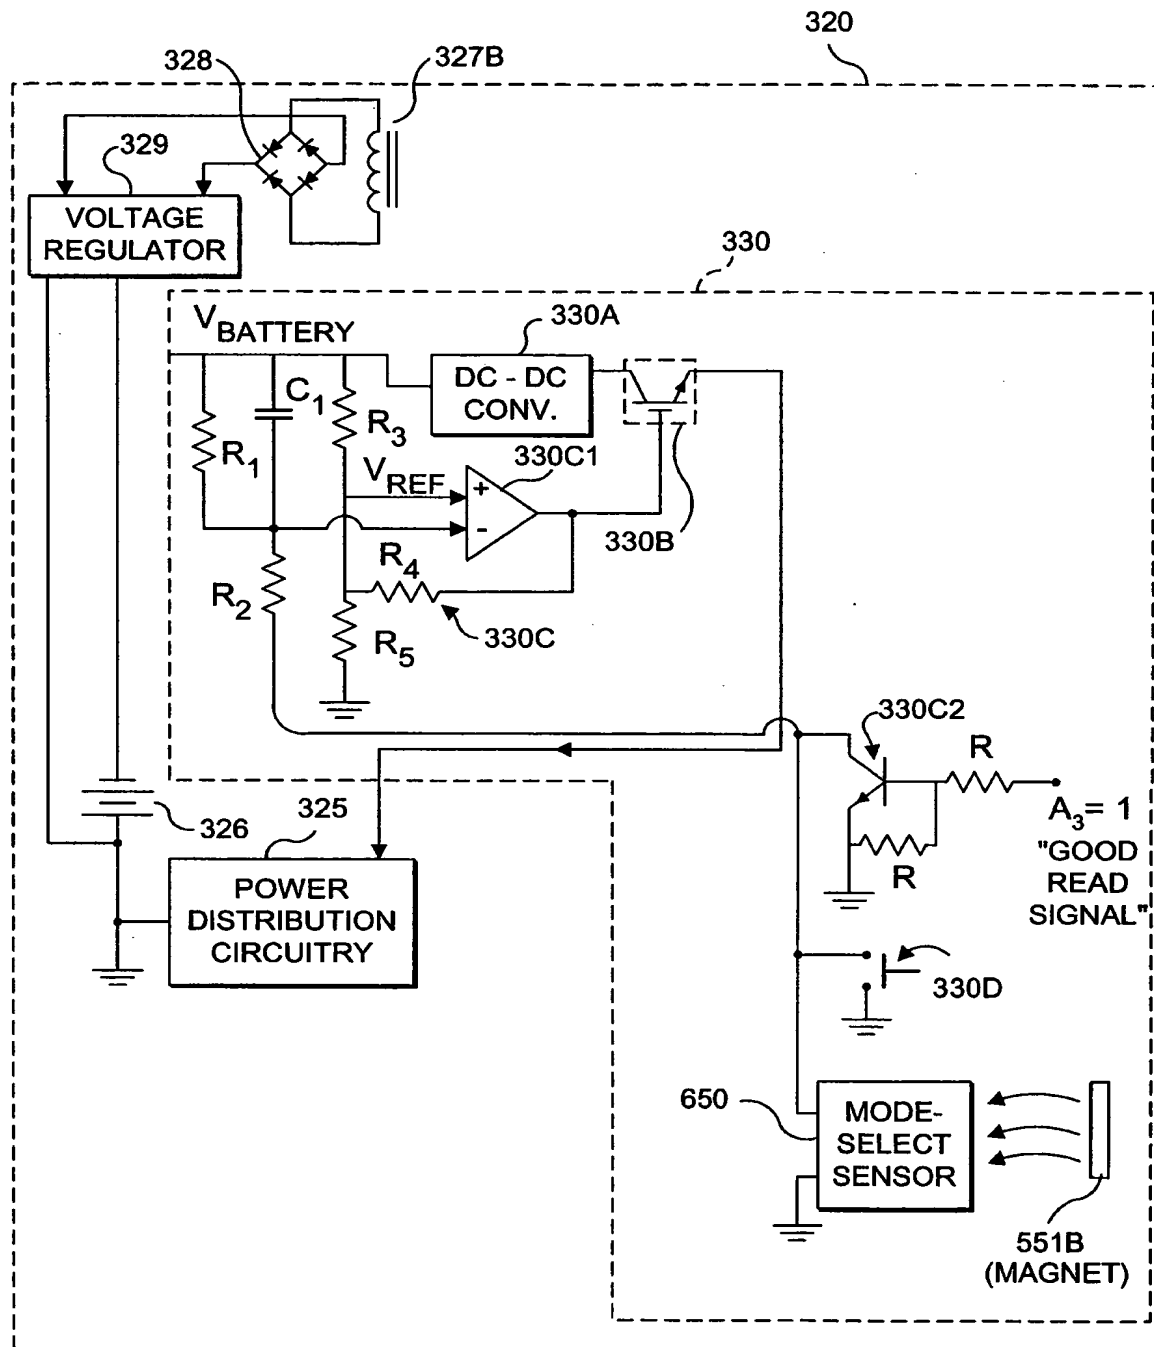 320
328
327B
329
VOLTAGE
REGULATOR
330
V BATTERY
330A
DC - DC
CONV.
C1
R3
R1
330C1
VREF
+
-
330B
R4
R2
330C
R5
330C2
R
A3= 1
"GOOD
READ
SIGNAL"
R
326
325
POWER
DISTRIBUTION
CIRCUITRY
330D
650
MODE-
SELECT
SENSOR
551B
(MAGNET)